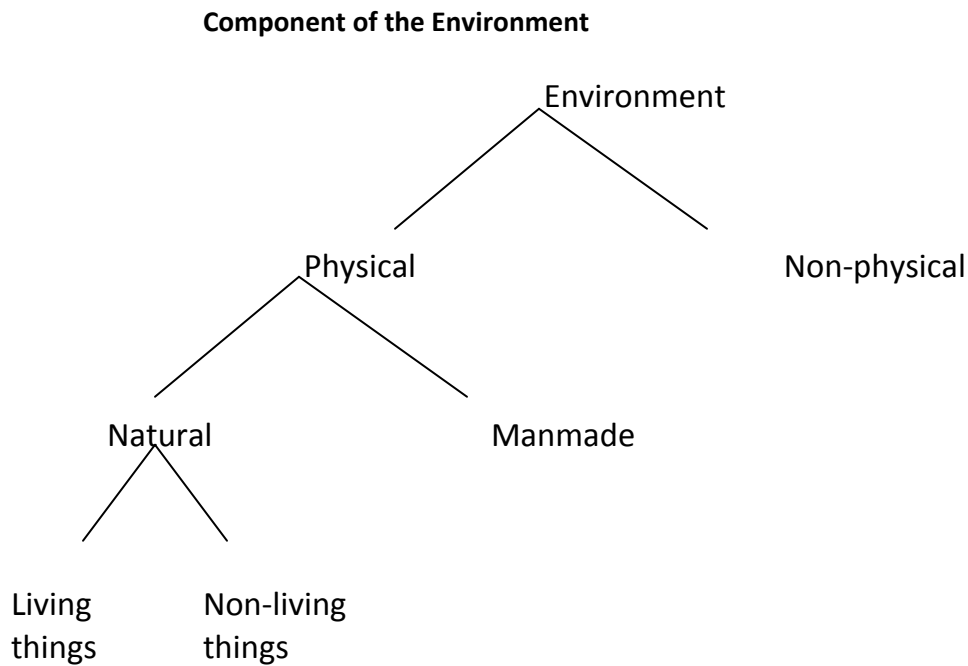 Component of the Environment
Environment
Physical
Non-physical
Natural
Manmade
Living
things
Non-living
things